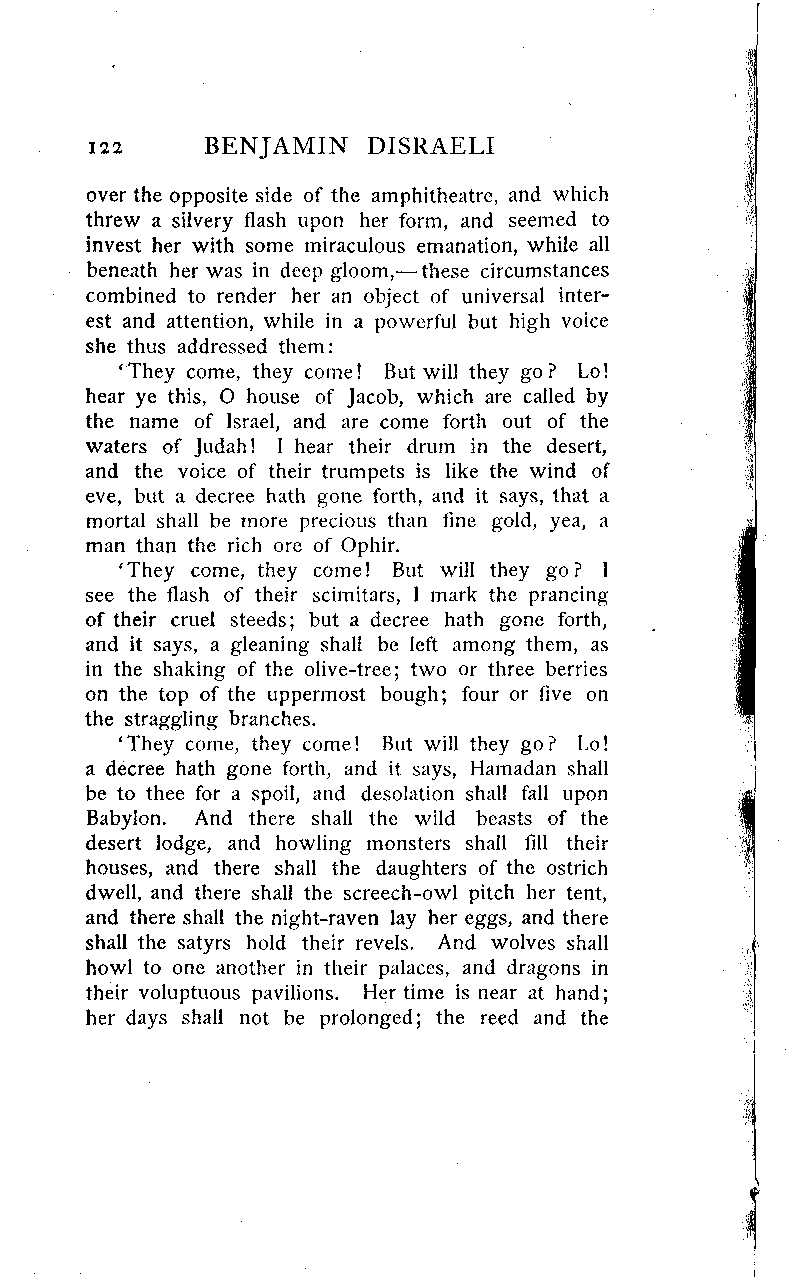 122 BENJAMIN DISRAELI
over the opposite side of the amphitheatre, and which
threw a silvery flash upon her form, and seemed to
invest her with some miraculous emanation, while all
beneath her was in deep gloom,—these circumstances
combined to render her an object of universal inter-
est and attention, while in a powerful but high voice
she thus addressed them:
‘They come, they come! But will they go? Lo!
hear ye this, O house of Jacob, which are called by
the name of Israel, and are come forth out of the
waters of Judah! I hear their drum in the desert,
and the voice of their trumpets is like the wind of
eve, but a decree hath gone forth, and it says, that a
mortal shall be more precious than fine gold, yea, a
man than the rich ore of Ophir.
‘They come, they come! But will they go? I
see the flash of their scimitars, I mark the prancing
of their cruel steeds; but a decree hath gone forth,
and it says, a gleaning shall be left among them, as
in the shaking of the olive-tree; two or three berries
on the top of the uppermost bough; four or five on
the straggling branches.
‘They come, they come! But will they go? Lo!
a decree hath gone forth, and it says, Hamadan shall
be to thee for a spoil, and desolation shall fall upon
Babylon. And there shall the wild beasts of the
desert lodge, and howling monsters shall fill their
houses, and there shall the daughters of the ostrich
dwell, and there shall the screech-owl pitch her tent,
and there shall the night-raven lay her eggs, and there
shall the satyrs hold their revels. And wolves shall
howl to one another in their palaces, and dragons in
their voluptuous pavilions. Her time is near at hand;
her days shall not be prolonged; the reed and the